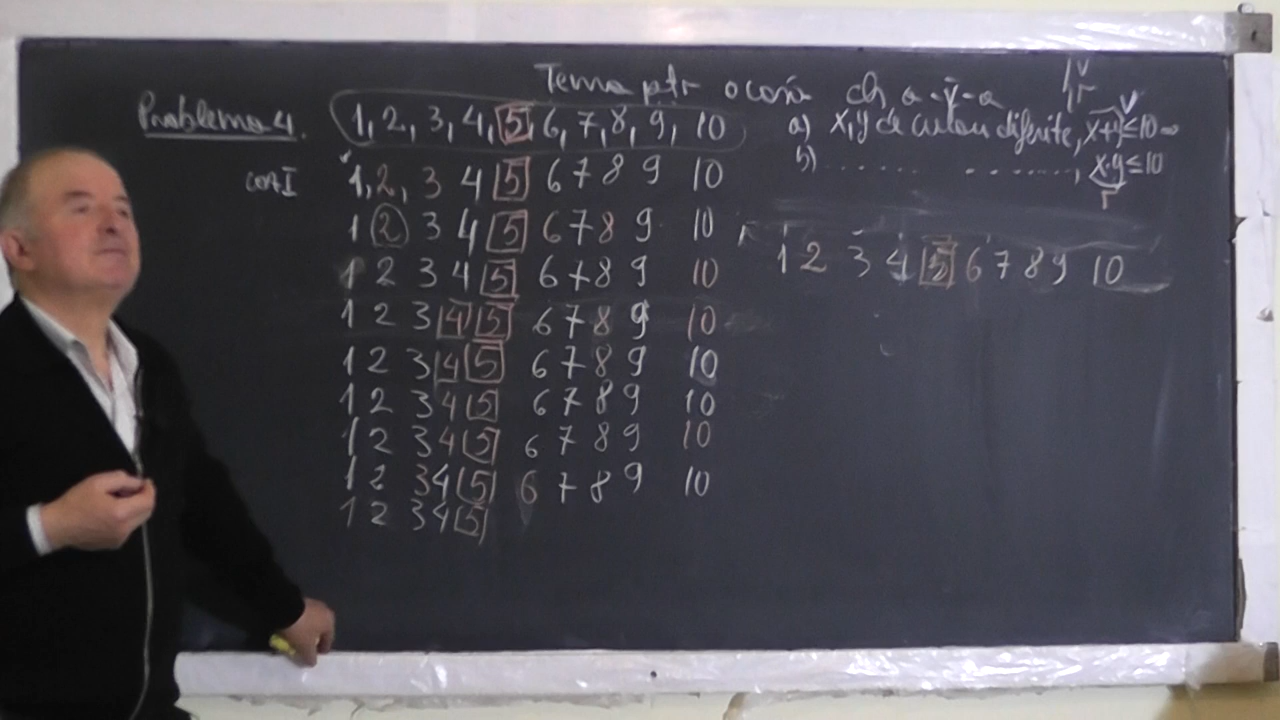 Tema ptr o
Problema 4. 1, 2, 3, 4, 5, 6, 7, 8, 9, 10
a) x, y de culori diferite, x+y≤10
b) ................, x·y≤10
V
r
V
r
1, 2, 3 4 5 6 7 8 9 10
1 2 3 4 5 6 7 8 9 10
1 2 3 4 5 6 7 8 9 10
1 2 3 4 5 6 7 8 9 10
1 2 3 4 5 6 7 8 9 10
1 2 3 4 5 6 7 8 9 10
1 2 3 4 5 6 7 8 9 10
1 2 3 4 5 6 7 8 9 10
1 2 3 4 5 6 7 8 9 10
1 2 3 4 5